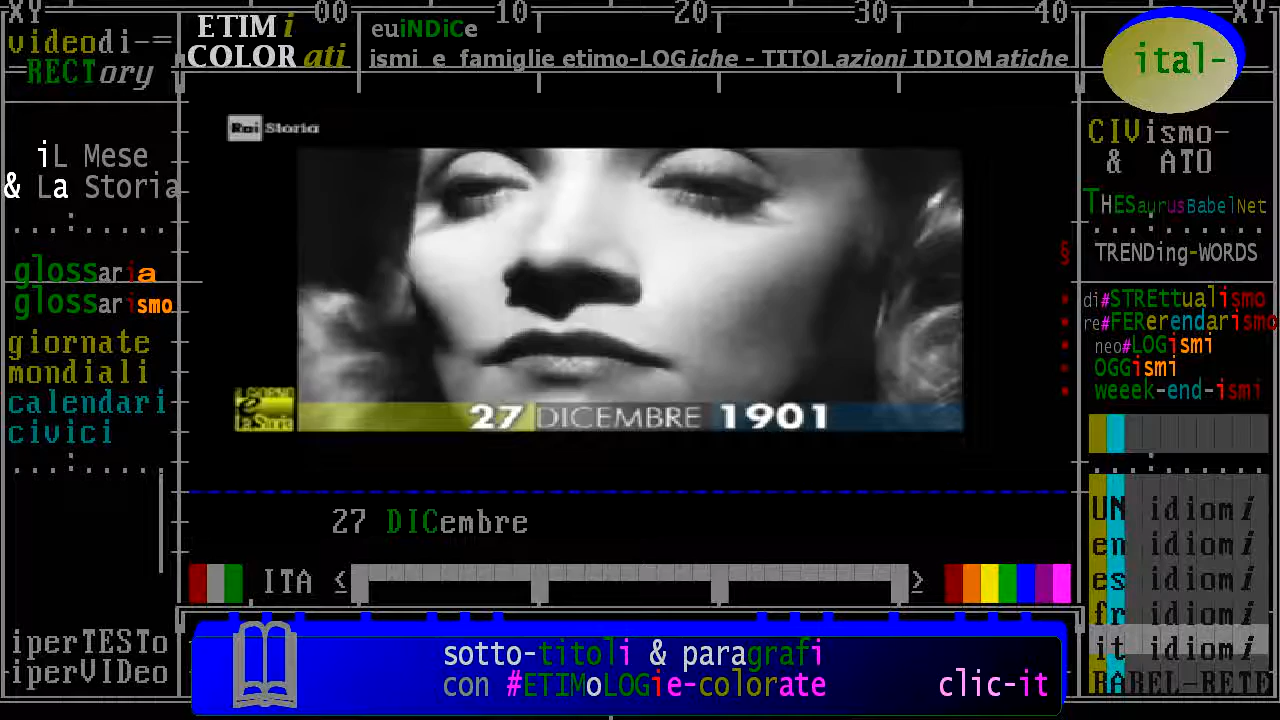 XY 00 10 20 30 40 XY
videodi-=
-RECTory
ETIMi
COLORati
euiNDiCe
ismi e famiglie etimo-LOGiche - TITOLazioni IDIOMatiche
ital-
iL Mese
& La Storia
glossaria
glossarismo
giornate
mondiali
calendari
civici
iperTESTo
iperVIDeo
Rai Storia
laStoria
27 DICEMBRE 1901
27 DICembre
ITA <
>
sotto-titoli & paragrafi
con #ETIMoLOGie-colorate
clic-it
CIVismo-
& ATO
THESaurusBabelNet
TRENDing-WORDS
§
di#STREttualismo
re#FERerendarismo
neo#LOGismi
OGGismi
weeek-end-ismi
UN idiomi
en idiomi
es idiomi
fr idiomi
it idiomi
BABEL-RETE